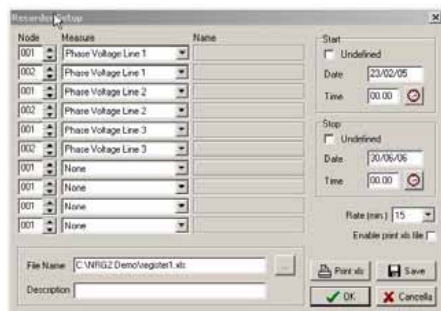 Recorder Setup
Node Measure Name
001 Phase Voltage Line 1
002 Phase Voltage Line 1
001 Phase Voltage Line 2
002 Phase Voltage Line 2
001 Phase Voltage Line 3
002 Phase Voltage Line 3
001 None
001 None
001 None
001 None
File Name C:\NRG2 Demo\register1.xls ...
Description
Start
Undefined
Date 23/02/05
Time 00.00
Stop
Undefined
Date 30/06/06
Time 00.00
Rate (min.) 15
Enable print xls file
Print xls Save
OK Cancella